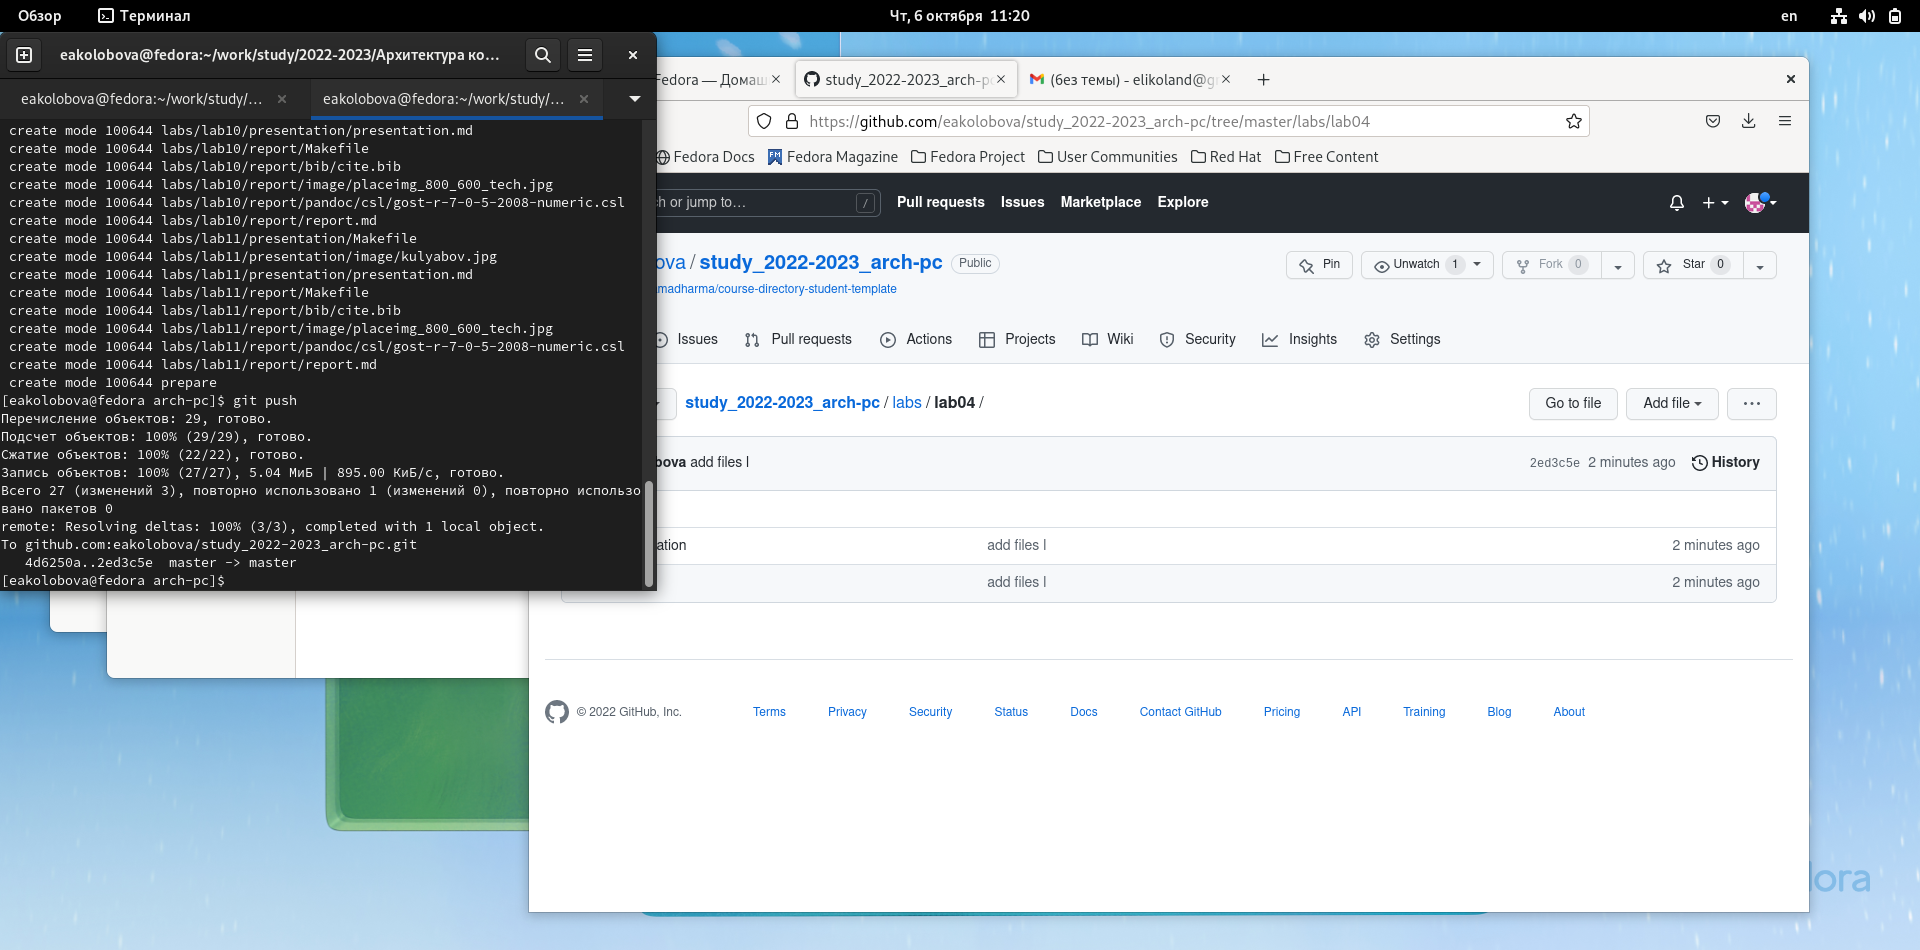 Обзор
Терминал
Чт, 6 октября 11:20
en
eakolobova@fedora:~/work/study/2022-2023/Архитектура ко...
eakolobova@fedora:~/work/study/...
eakolobova@fedora:~/work/study/...
create mode 100644 labs/lab10/presentation/presentation.md
create mode 100644 labs/lab10/report/Makefile
create mode 100644 labs/lab10/report/bib/cite.bib
create mode 100644 labs/lab10/report/image/placeimg_800_600_tech.jpg
create mode 100644 labs/lab10/report/pandoc/csl/gost-r-7-0-5-2008-numeric.csl
create mode 100644 labs/lab10/report/report.md
create mode 100644 labs/lab11/presentation/Makefile
create mode 100644 labs/lab11/presentation/image/kulyabov.jpg
create mode 100644 labs/lab11/presentation/presentation.md
create mode 100644 labs/lab11/report/Makefile
create mode 100644 labs/lab11/report/bib/cite.bib
create mode 100644 labs/lab11/report/image/placeimg_800_600_tech.jpg
create mode 100644 labs/lab11/report/pandoc/csl/gost-r-7-0-5-2008-numeric.csl
create mode 100644 labs/lab11/report/report.md
create mode 100644 prepare
[eakolobova@fedora arch-pc]$ git push
Перечисление объектов: 29, готово.
Подсчет объектов: 100% (29/29), готово.
Сжатие объектов: 100% (22/22), готово.
Запись объектов: 100% (27/27), 5.04 МиБ | 895.00 КиБ/с, готово.
Всего 27 (изменений 3), повторно использовано 1 (изменений 0), повторно использо
вано пакетов 0
remote: Resolving deltas: 100% (3/3), completed with 1 local object.
To github.com:eakolobova/study_2022-2023_arch-pc.git
4d6250a..2ed3c5e master -> master
[eakolobova@fedora arch-pc]$
Fedora — Домаш
study_2022-2023_arch-pc
(без темы) - elikoland@g
https://github.com/eakolobova/study_2022-2023_arch-pc/tree/master/labs/lab04
Fedora Docs
Fedora Magazine
Fedora Project
User Communities
Red Hat
Free Content
ch or jump to…
/
Pull requests
Issues
Marketplace
Explore
ova / study_2022-2023_arch-pc
Public
Pin
Unwatch 1
Fork 0
Star 0
madharma/course-directory-student-template
Issues
Pull requests
Actions
Projects
Wiki
Security
Insights
Settings
study_2022-2023_arch-pc / labs / lab04 /
Go to file
Add file
ova add files l
2ed3c5e 2 minutes ago
History
ation
add files l
2 minutes ago
add files l
2 minutes ago
© 2022 GitHub, Inc.
Terms
Privacy
Security
Status
Docs
Contact GitHub
Pricing
API
Training
Blog
About
dora